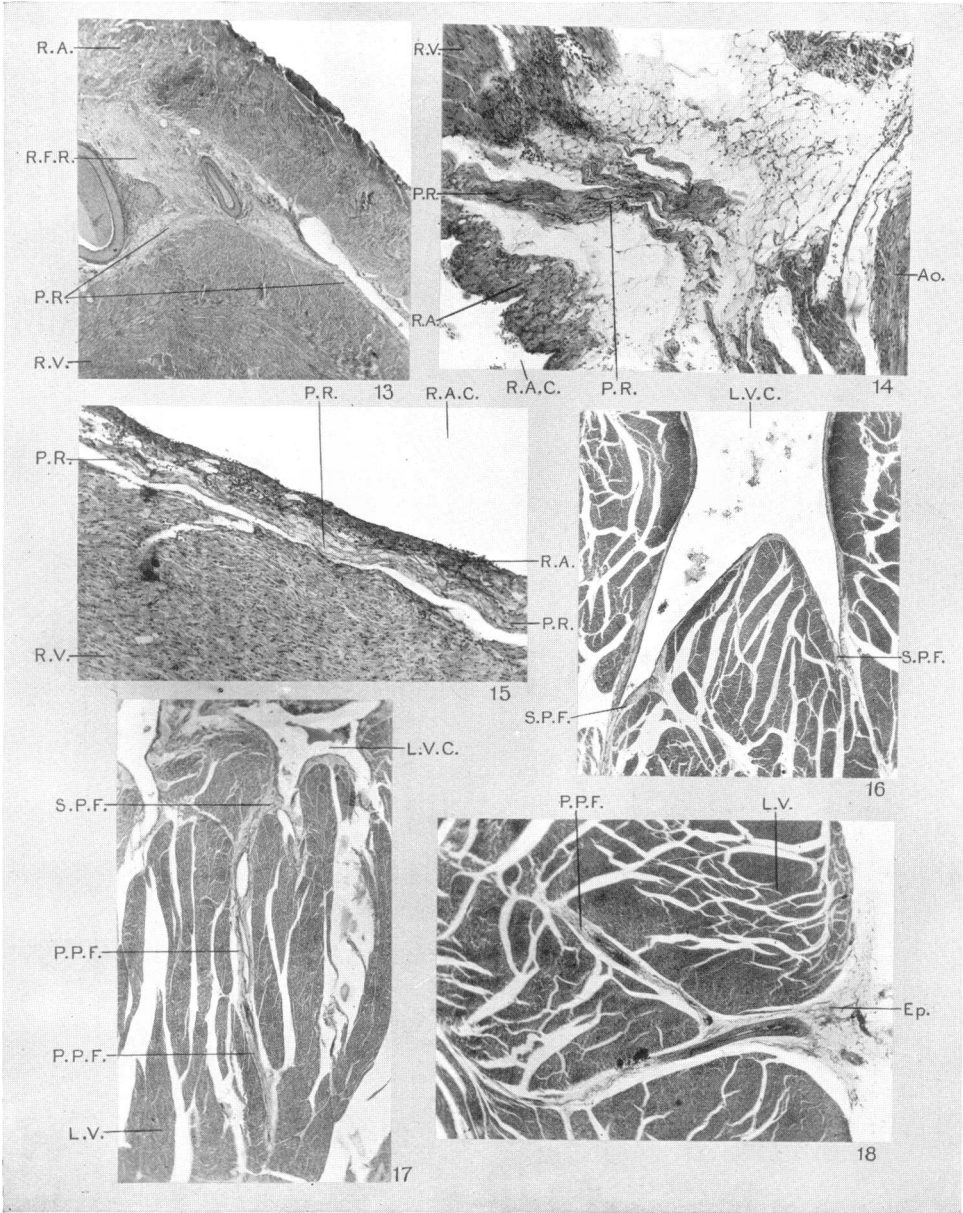 R.A.
R.F.R.
P.R.
R.V.
13
R.V.
P.R.
R.A.
R.A.C.
P.R.
Ao.
14
P.R.
R.A.C.
P.R.
R.A.
P.R.
R.V.
15
L.V.C.
S.P.F.
S.P.F.
16
L.V.C.
S.P.F.
P.P.F.
P.P.F.
L.V.
17
P.P.F.
L.V.
Ep.
18